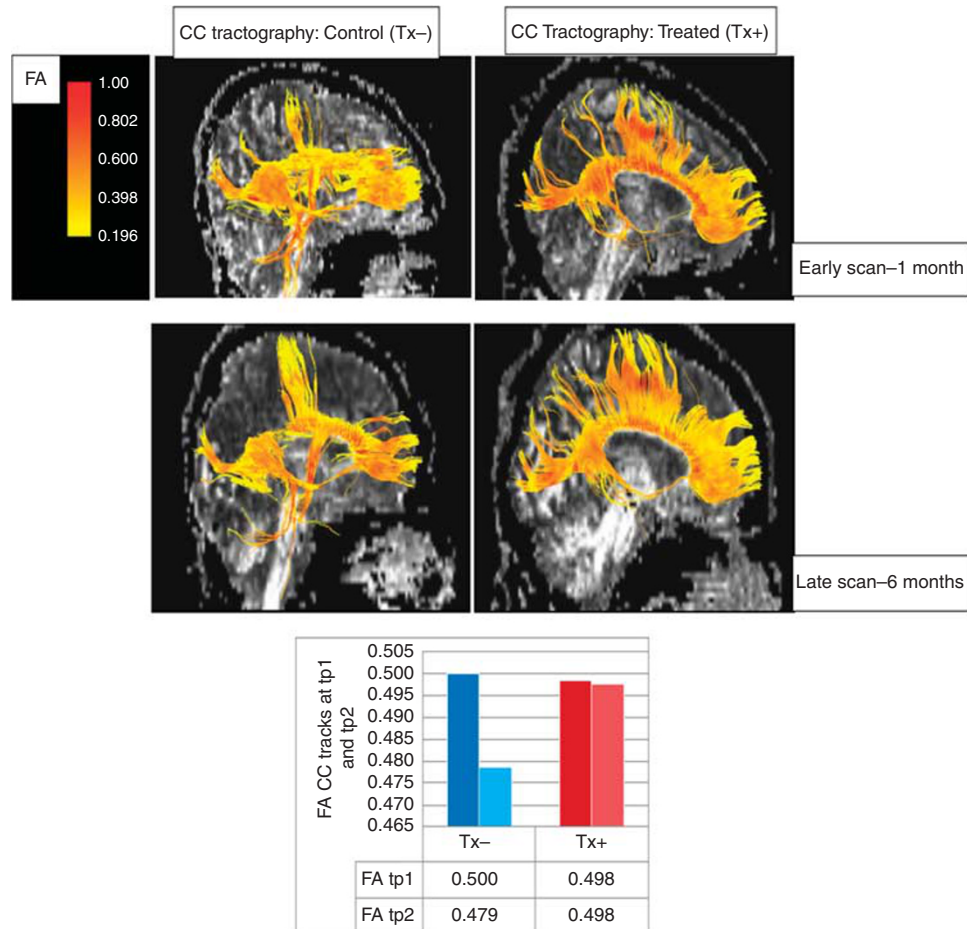 CC tractography: Control (Tx–)
CC Tractography: Treated (Tx+)
FA
1.00
0.802
0.600
0.398
0.196
Early scan–1 month
Late scan–6 months
FA CC tracks at tp1
and tp2
0.505
0.500
0.495
0.490
0.485
0.480
0.475
0.470
0.465
Tx–
Tx+
FA tp1
0.500
0.498
FA tp2
0.479
0.498